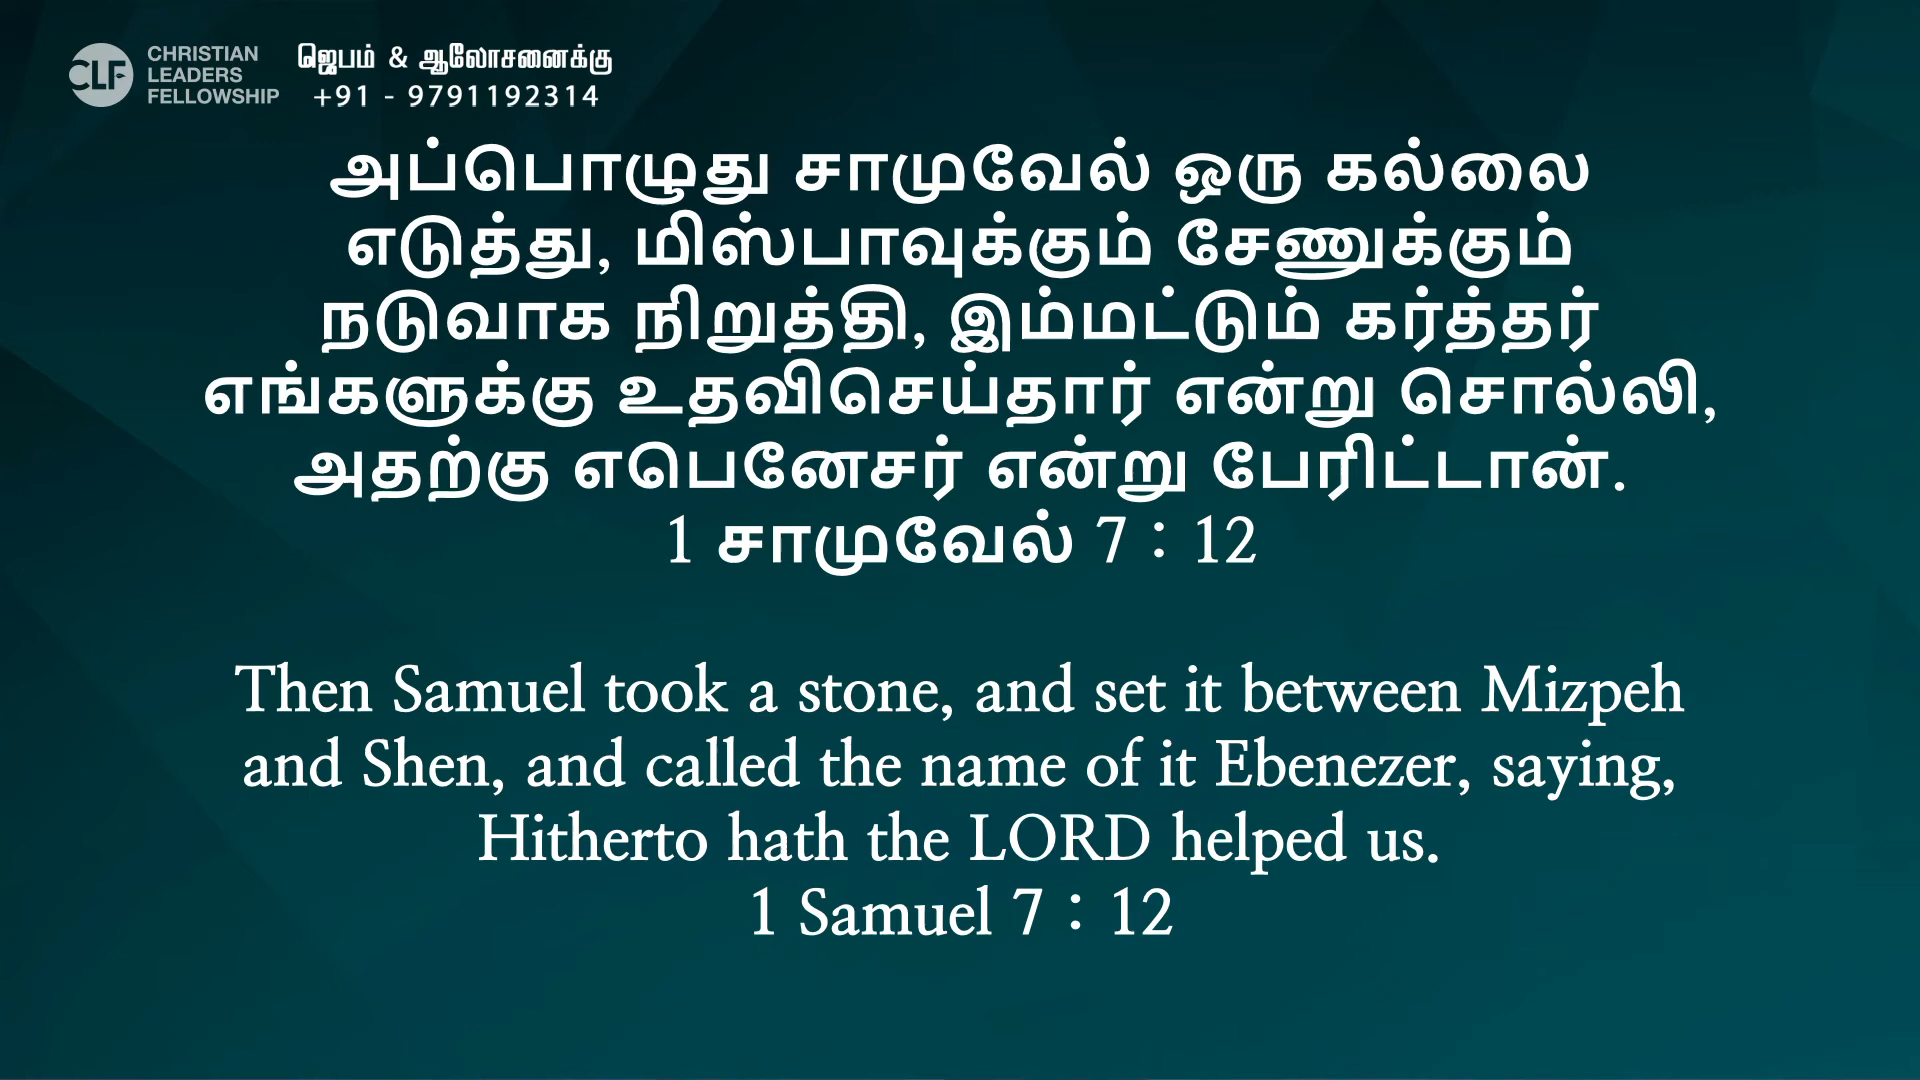 CLF
CHRISTIAN
LEADERS
FELLOWSHIP
ஜெபம் & ஆலோசனைக்கு
+91 - 9791192314
அப்பொழுது சாமுவேல் ஒரு கல்லை
எடுத்து, மிஸ்பாவுக்கும் சேணுக்கும்
நடுவாக நிறுத்தி, இம்மட்டும் கர்த்தர்
எங்களுக்கு உதவிசெய்தார் என்று சொல்லி,
அதற்கு எபெனேசர் என்று பேரிட்டான்.
1 சாமுவேல் 7 : 12
Then Samuel took a stone, and set it between Mizpeh
and Shen, and called the name of it Ebenezer, saying,
Hitherto hath the LORD helped us.
1 Samuel 7 : 12